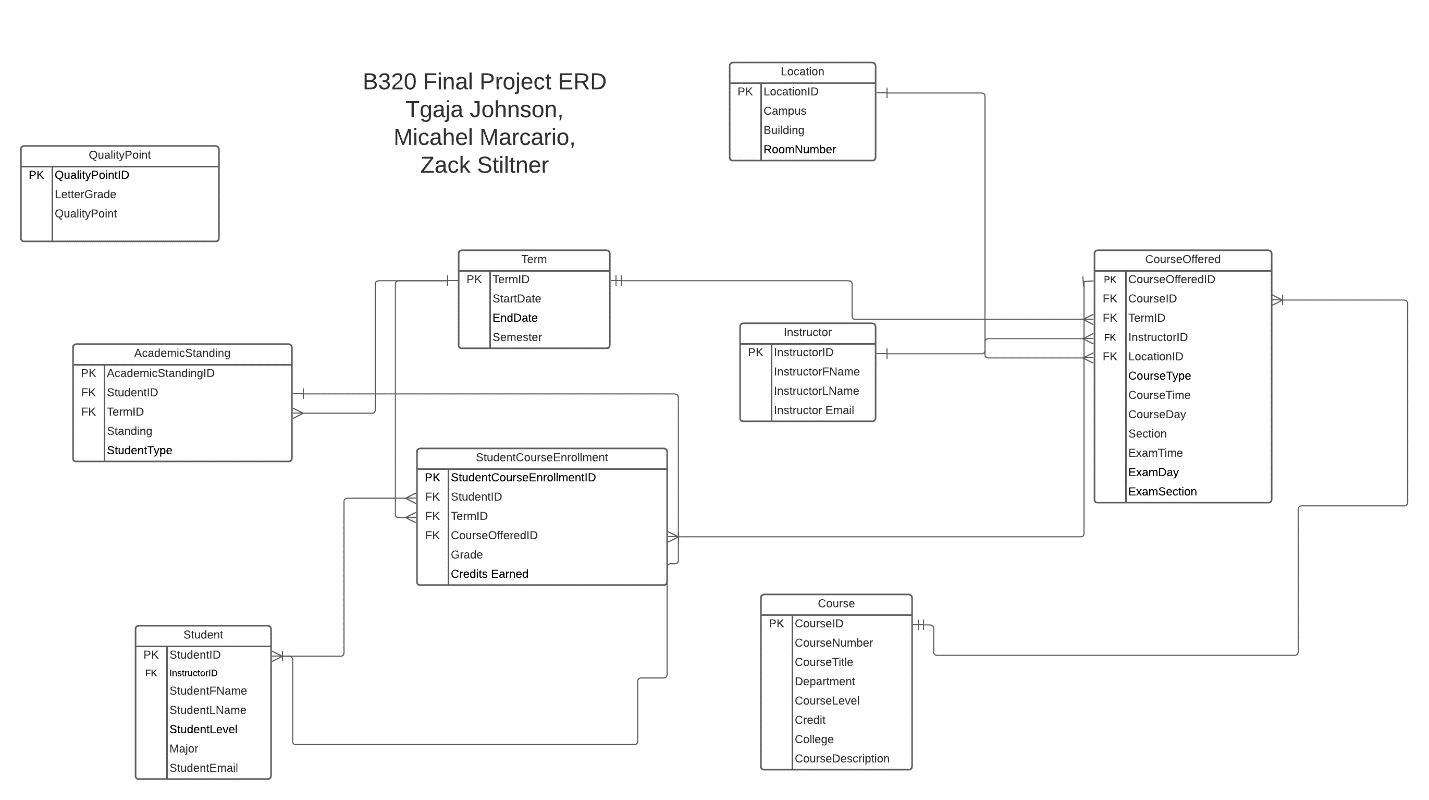 B320 Final Project ERD
Tgaja Johnson,
Micahel Marcario,
Zack Stiltner
Location
PK LocationID
Campus
Building
RoomNumber
QualityPoint
PK QualityPointID
LetterGrade
QualityPoint
Term
PK TermID
StartDate
EndDate
Semester
CourseOffered
PK CourseOfferedID
FK CourseID
FK TermID
FK InstructorID
FK LocationID
CourseType
CourseTime
CourseDay
Section
ExamTime
ExamDay
ExamSection
Instructor
PK InstructorID
InstructorFName
InstructorLName
Instructor Email
AcademicStanding
PK AcademicStandingID
FK StudentID
FK TermID
Standing
StudentType
StudentCourseEnrollment
PK StudentCourseEnrollmentID
FK StudentID
FK TermID
FK CourseOfferedID
Grade
Credits Earned
Student
PK StudentID
FK InstructorID
StudentFName
StudentLName
StudentLevel
Major
StudentEmail
Course
PK CourseID
CourseNumber
CourseTitle
Department
CourseLevel
Credit
College
CourseDescription